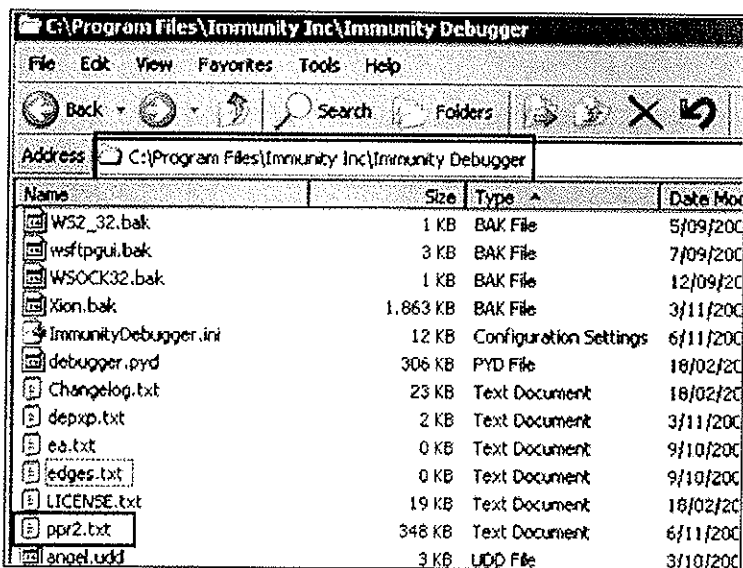 C:\Program Files\Immunity Inc\Immunity Debugger
File Edit View Favorites Tools Help
Back Search Folders
Address C:\Program Files\Immunity Inc\Immunity Debugger
Name Size Type Date Mod
WS2_32.bak 1 KB BAK File 5/09/200
wsftpgui.bak 3 KB BAK File 7/09/200
WSOCK32.bak 1 KB BAK File 12/09/20
Xion.bak 1.863 KB BAK File 3/11/200
ImmunityDebugger.ini 12 KB Configuration Settings 6/11/200
debugger.pyd 306 KB PYD File 18/02/20
Changelog.txt 23 KB Text Document 18/02/20
depxp.txt 2 KB Text Document 3/11/200
ea.txt 0 KB Text Document 9/10/200
edges.txt 0 KB Text Document 9/10/200
LICENSE.txt 19 KB Text Document 18/02/20
ppr2.txt 348 KB Text Document 6/11/200
angel.udd 3 KB UDD File 3/10/200